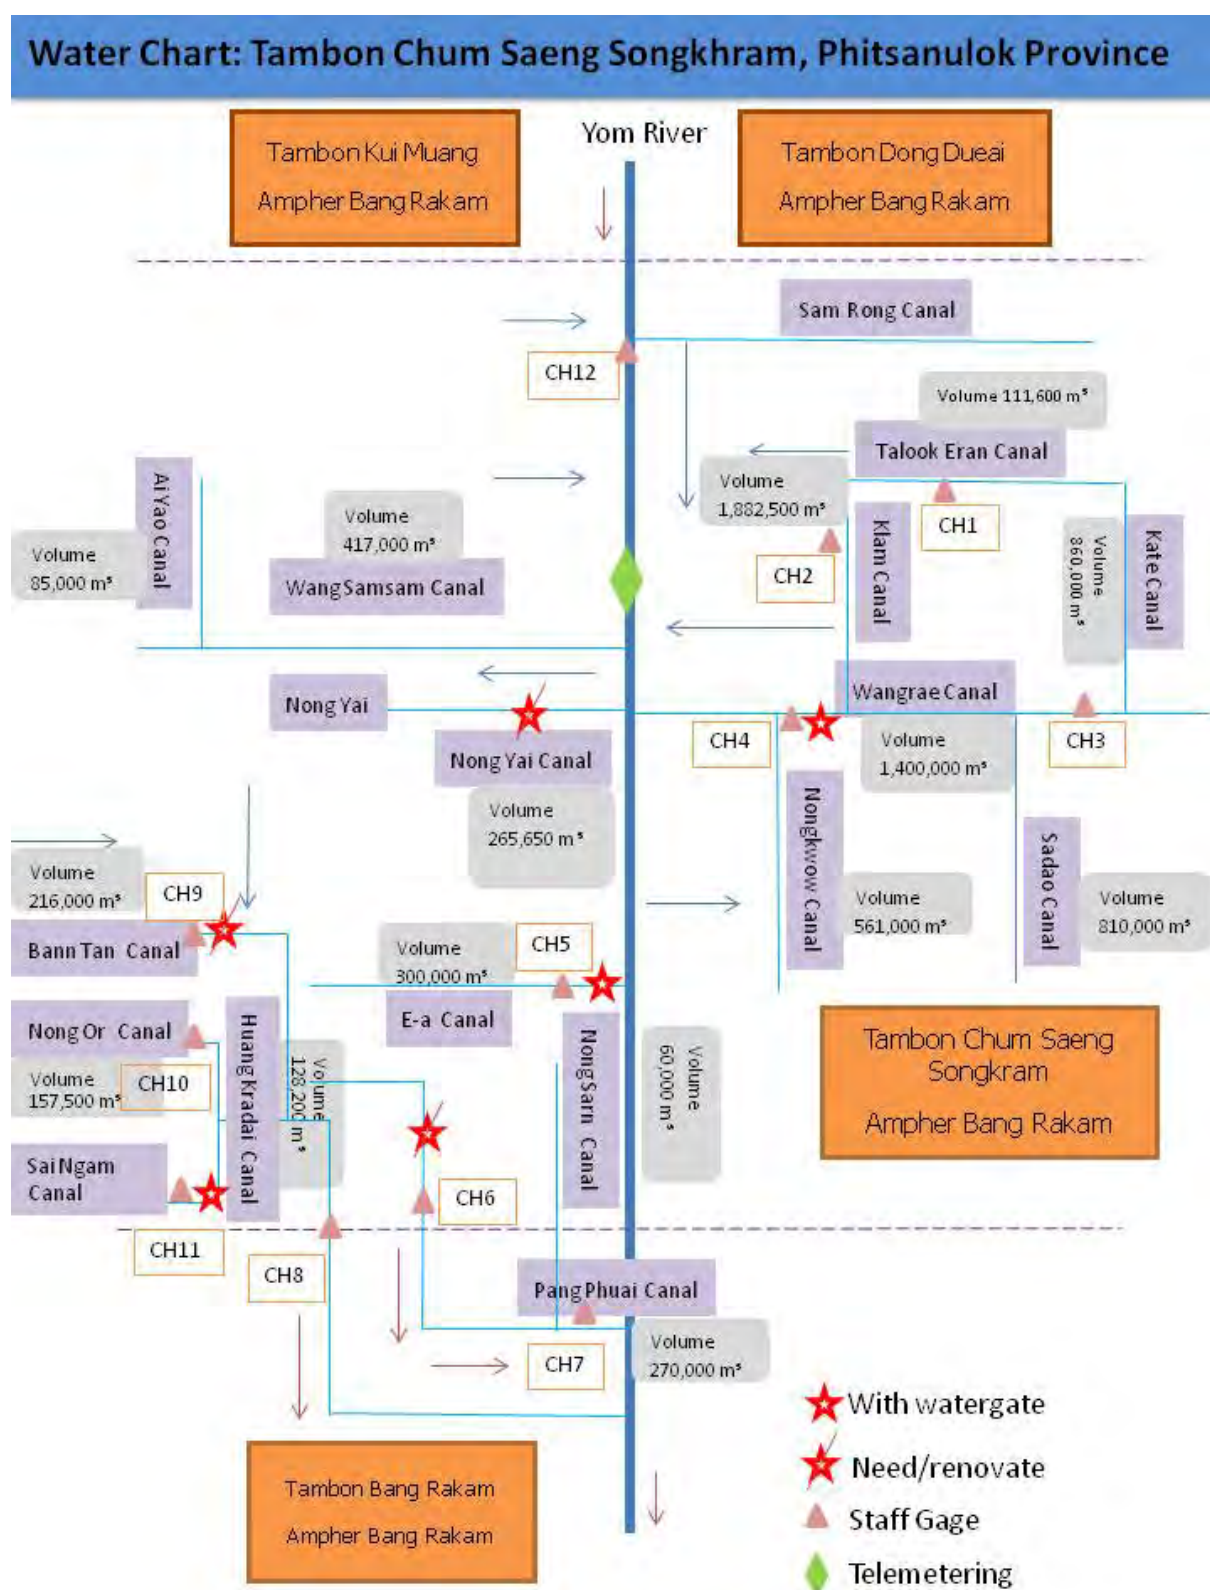 Water Chart: Tambon Chum Saeng Songkhram, Phitsanulok Province
Tambon Kui Muang
Ampher Bang Rakam
Yom River
Tambon Dong Dueai
Ampher Bang Rakam
Sam Rong Canal
CH12
Volume 111,600 m³
Talook Eran Canal
Ai Yao Canal
Volume
85,000 m³
Volume
417,000 m³
Wang Samsam Canal
Volume
1,882,500 m³
CH1
CH2
Klam Canal
Volume
860,000 m³
Kate Canal
Nong Yai
Nong Yai Canal
Volume
265,650 m³
Wangrae Canal
CH4
Volume
1,400,000 m³
CH3
Nongkwow Canal
Volume
561,000 m³
Sadao Canal
Volume
810,000 m³
Volume
216,000 m³
CH9
Bann Tan Canal
Volume
300,000 m³
CH5
E-a Canal
Nong Or Canal
Volume
157,500 m³
CH10
Huang Kradai Canal
Volume
128,200 m³
Nong Sarn Canal
Volume
60,000 m³
Tambon Chum Saeng
Songkram
Ampher Bang Rakam
Sai Ngam
Canal
CH6
CH11
CH8
Pang Phuai Canal
CH7
Volume
270,000 m³
With watergate
Need/renovate
Staff Gage
Telemetering
Tambon Bang Rakam
Ampher Bang Rakam